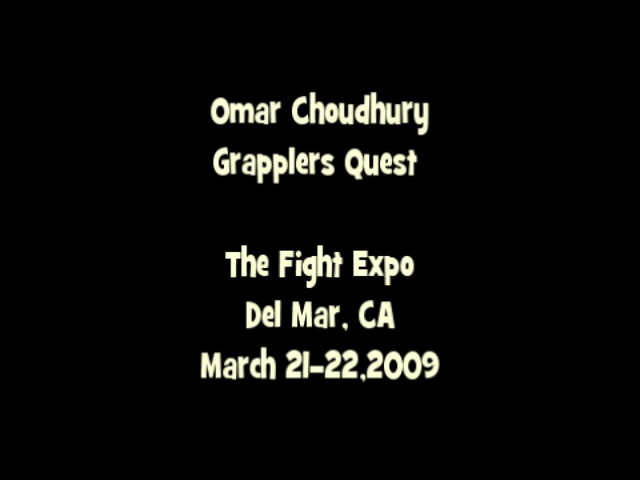 Omar Choudhury
Grapplers Quest
The Fight Expo
Del Mar, CA
March 21-22,2009